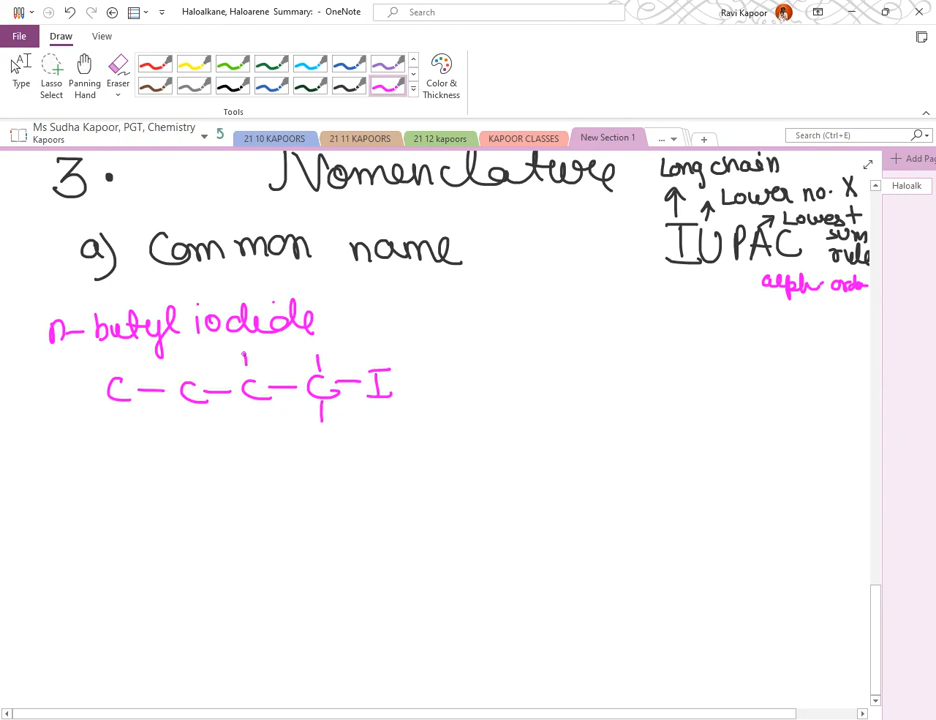 Haloalkane, Haloarene Summary: - OneNote
Search
Ravi Kapoor
File
Draw
View
Type
Lasso Select
Panning Hand
Eraser
Color & Thickness
Tools
Ms Sudha Kapoor, PGT, Chemistry
Kapoors
21 10 KAPOORS
21 11 KAPOORS
21 12 kapoors
KAPOOR CLASSES
New Section 1
...
Search (Ctrl+E)
Add Pag
Haloalk
3. Nomenclature
Long chain
Lower no. X
Lowest sum rule
IUPAC
alph. orde
a) Common name
n-butyl iodide
C - C - C - C - I